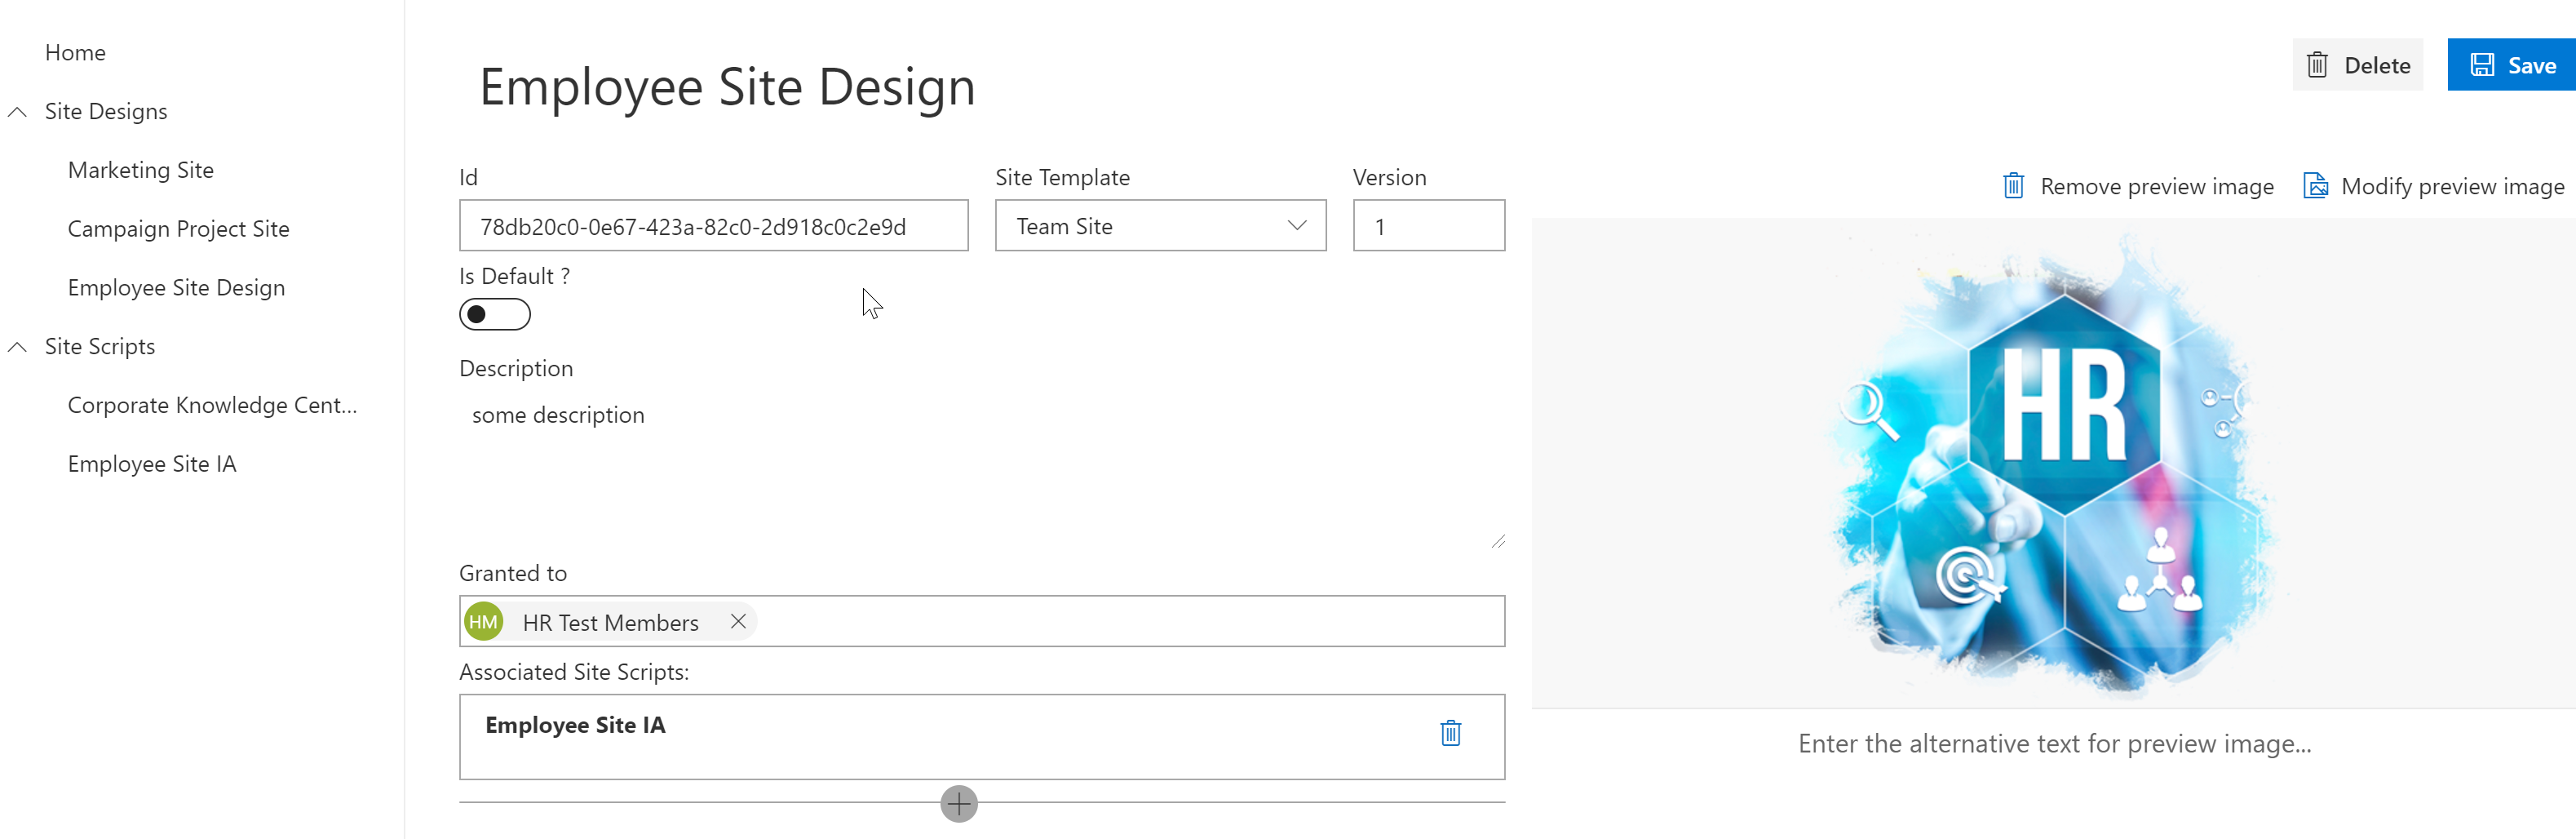 Home
Site Designs
Marketing Site
Campaign Project Site
Employee Site Design
Site Scripts
Corporate Knowledge Cent...
Employee Site IA
Employee Site Design
Delete
Save
Id
Site Template
Version
78db20c0-0e67-423a-82c0-2d918c0c2e9d
Team Site
1
Is Default ?
Description
some description
Granted to
HM
HR Test Members
Associated Site Scripts:
Employee Site IA
Remove preview image
Modify preview image
HR
Enter the alternative text for preview image...